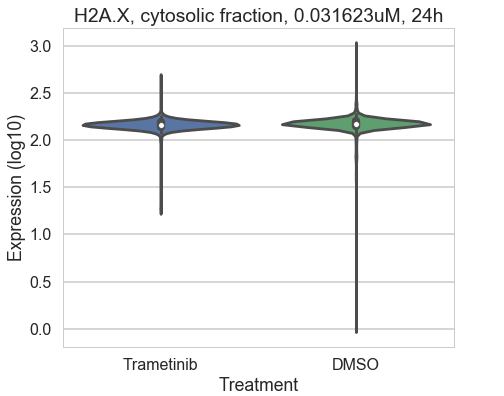 H2A.X, cytosolic fraction, 0.031623uM, 24h
3.0
2.5
2.0
1.5
1.0
0.5
0.0
Expression (log10)
Trametinib
DMSO
Treatment